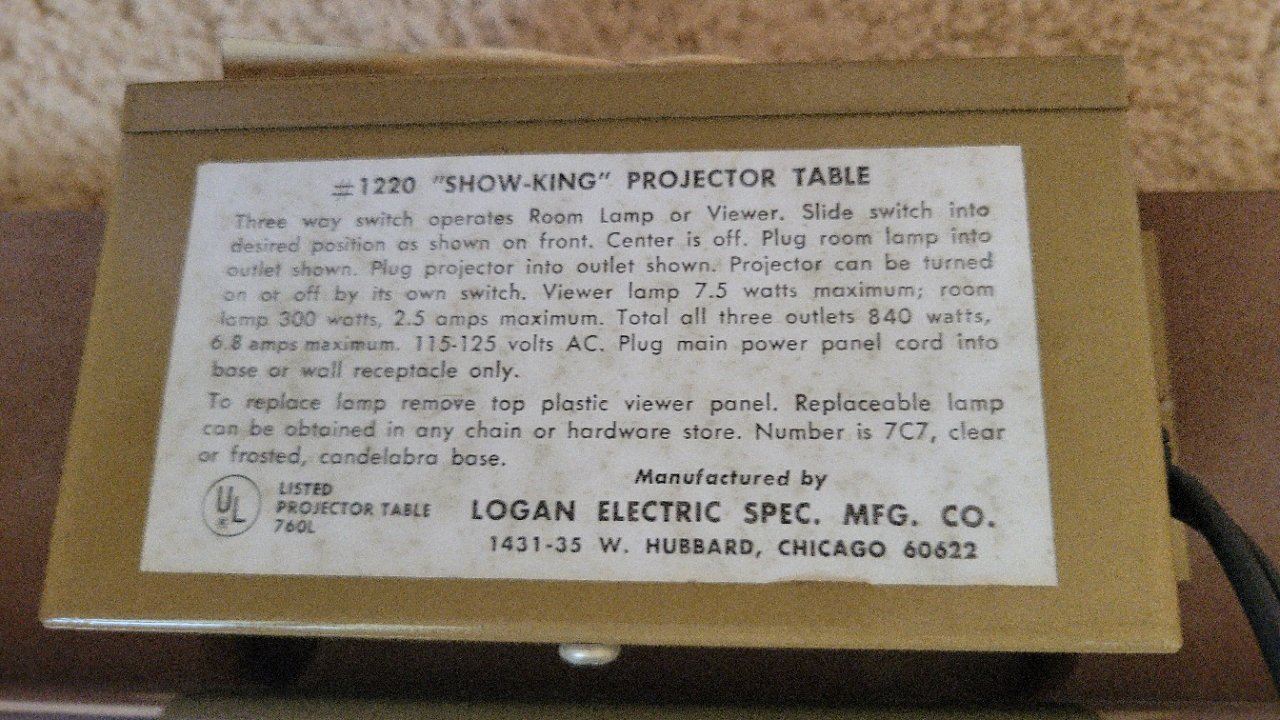 #1220 "SHOW-KING" PROJECTOR TABLE
Three way switch operates Room Lamp or Viewer. Slide switch into
desired position as shown on front. Center is off. Plug room lamp into
outlet shown. Plug projector into outlet shown. Projector can be turned
on or off by its own switch. Viewer lamp 7.5 watts maximum; room
lamp 300 watts, 2.5 amps maximum. Total all three outlets 840 watts,
6.8 amps maximum. 115-125 volts AC. Plug main power panel cord into
base or wall receptacle only.
To replace lamp remove top plastic viewer panel. Replaceable lamp
can be obtained in any chain or hardware store. Number is 7C7, clear
or frosted, candelabra base.
UL ®
LISTED
PROJECTOR TABLE
760L
Manufactured by
LOGAN ELECTRIC SPEC. MFG. CO.
1431-35 W. HUBBARD, CHICAGO 60622